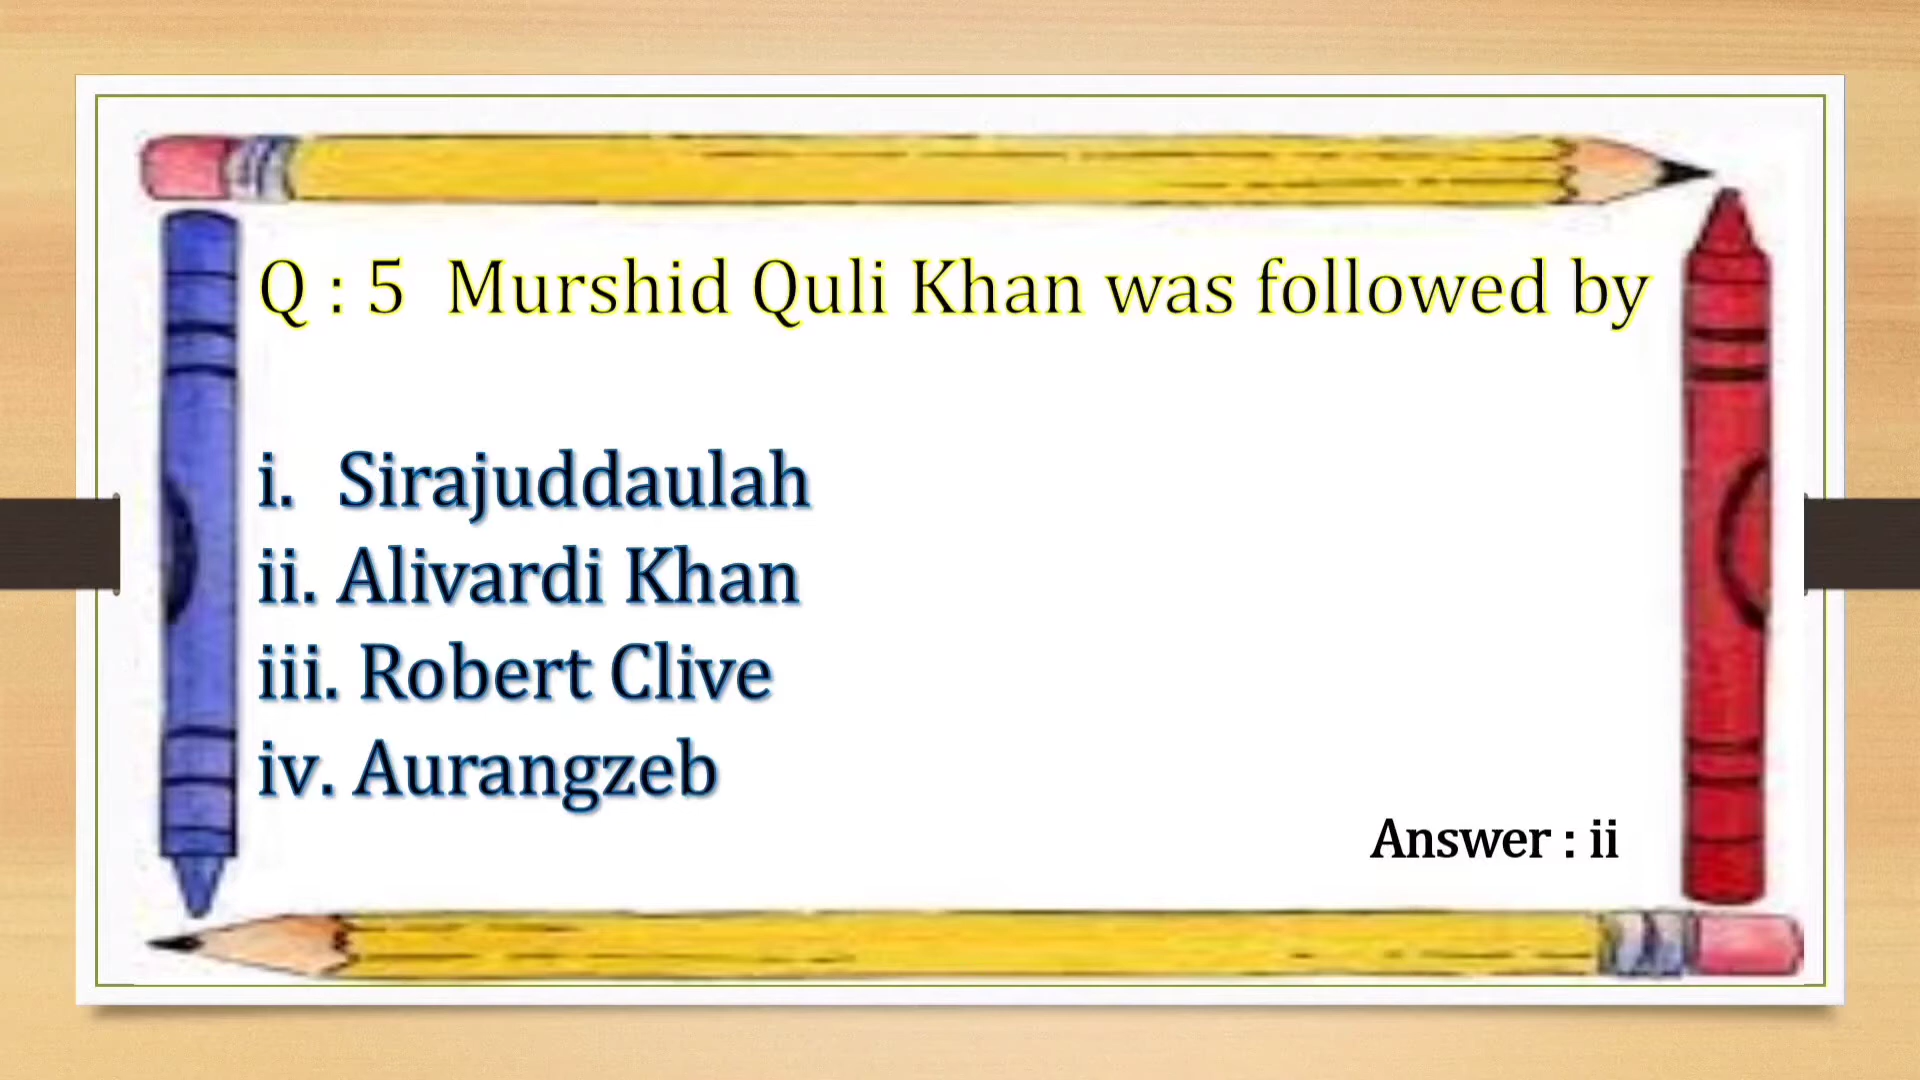 Q : 5 Murshid Quli Khan was followed by
i. Sirajuddaulah
ii. Alivardi Khan
iii. Robert Clive
iv. Aurangzeb
Answer : ii